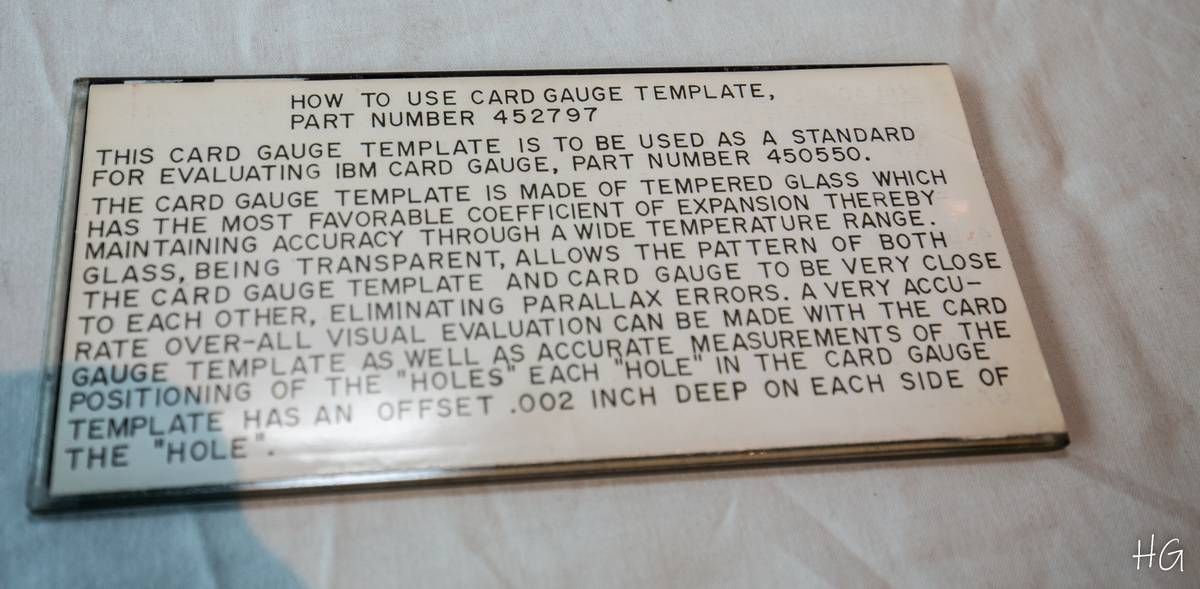 HOW TO USE CARD GAUGE TEMPLATE,
PART NUMBER 452797
THIS CARD GAUGE TEMPLATE IS TO BE USED AS A STANDARD
FOR EVALUATING IBM CARD GAUGE, PART NUMBER 450550.
THE CARD GAUGE TEMPLATE IS MADE OF TEMPERED GLASS WHICH
HAS THE MOST FAVORABLE COEFFICIENT OF EXPANSION THEREBY
MAINTAINING ACCURACY THROUGH A WIDE TEMPERATURE RANGE.
GLASS, BEING TRANSPARENT, ALLOWS THE PATTERN OF BOTH
THE CARD GAUGE TEMPLATE AND CARD GAUGE TO BE VERY CLOSE
TO EACH OTHER, ELIMINATING PARALLAX ERRORS. A VERY ACCU-
RATE OVER-ALL VISUAL EVALUATION CAN BE MADE WITH THE CARD
GAUGE TEMPLATE AS WELL AS ACCURATE MEASUREMENTS OF THE
POSITIONING OF THE "HOLES" EACH "HOLE" IN THE CARD GAUGE
TEMPLATE HAS AN OFFSET .002 INCH DEEP ON EACH SIDE OF
THE "HOLE".
HG